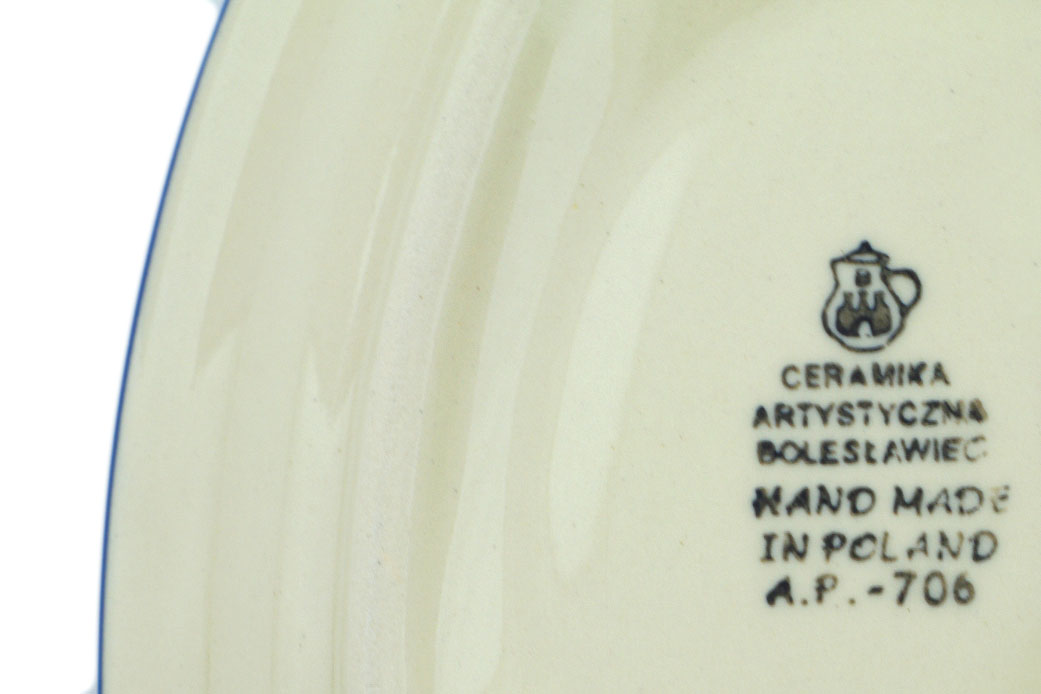 CERAMIKA
ARTYSTYCZNA
BOLESŁAWIEC
HAND MADE
IN POLAND
A.P.-706